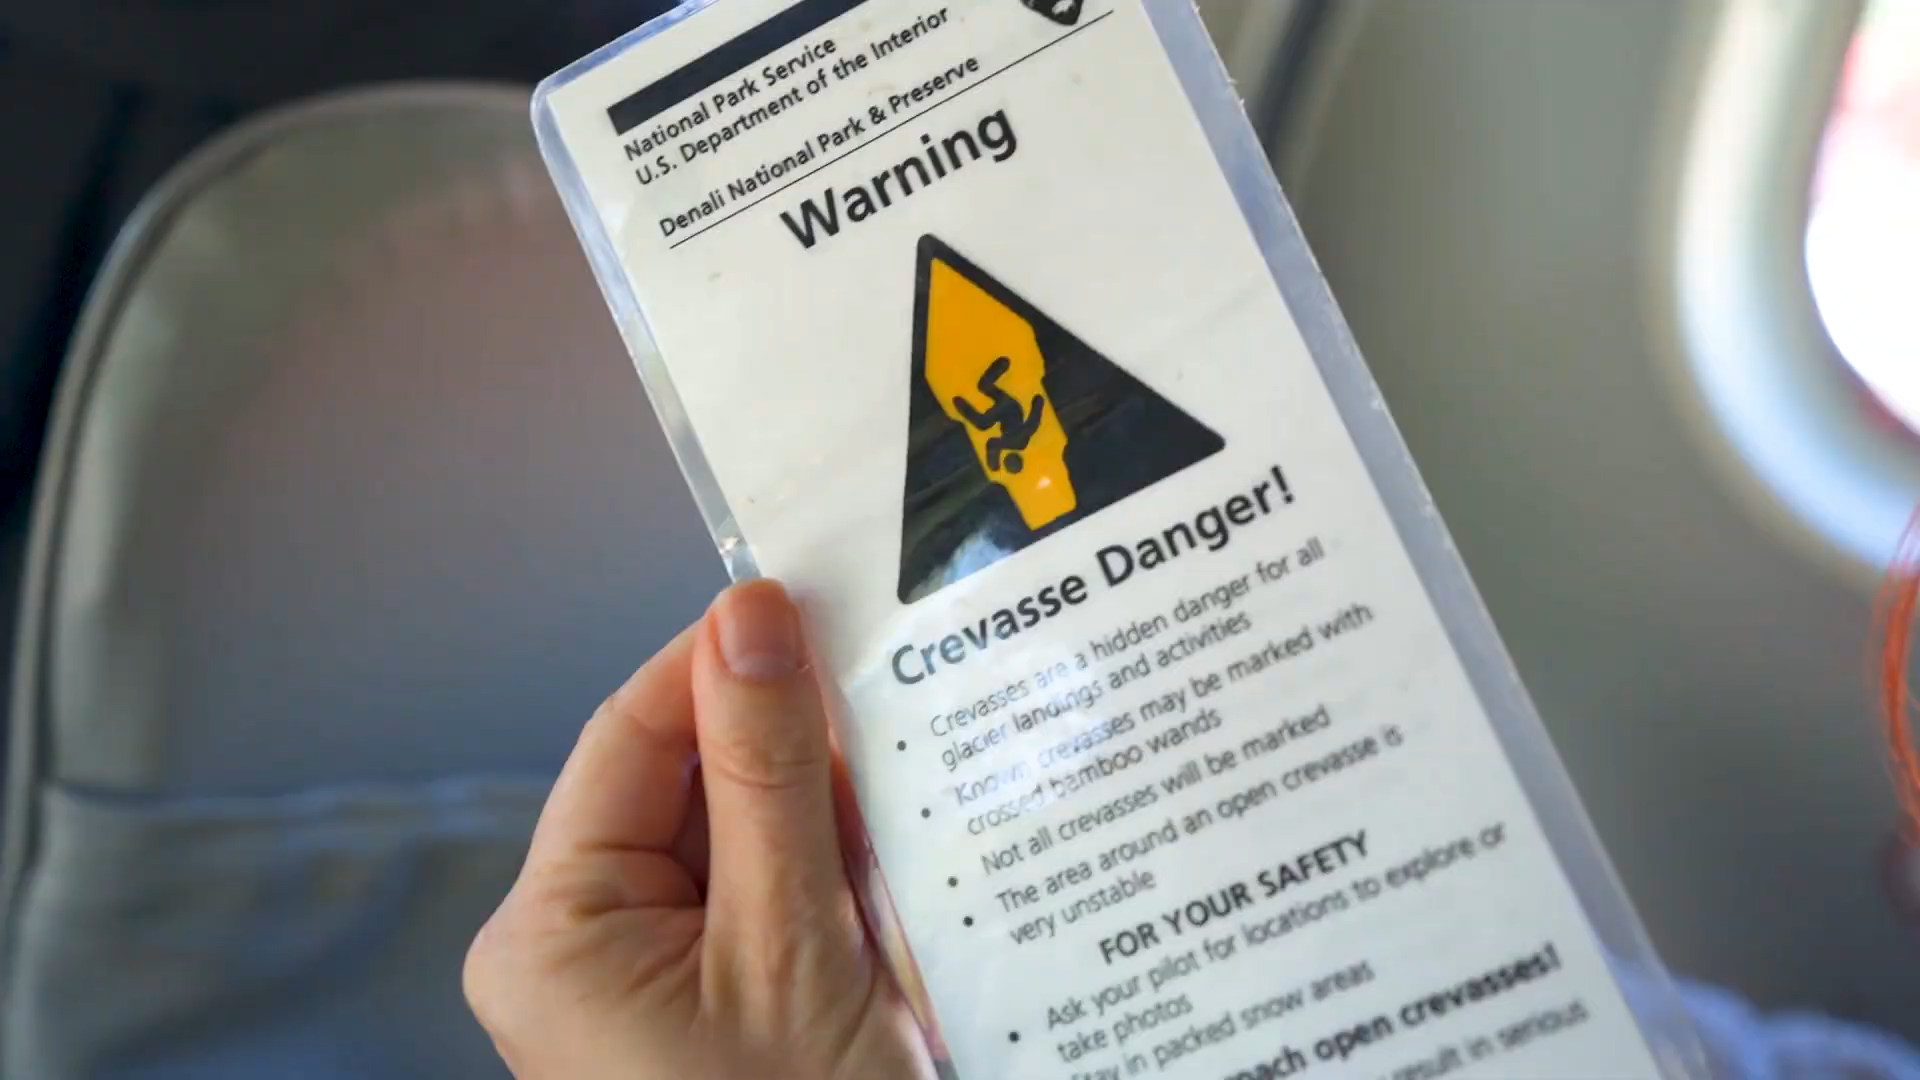 National Park Service
U.S. Department of the Interior
Denali National Park & Preserve
Warning
Crevasse Danger!
• Crevasses are a hidden danger for all
glacier landings and activities
• Known crevasses may be marked with
crossed bamboo wands
• Not all crevasses will be marked
• The area around an open crevasse is
very unstable
FOR YOUR SAFETY
• Ask your pilot for locations to explore or
take photos
in packed snow areas
open crevasses!
result in serious